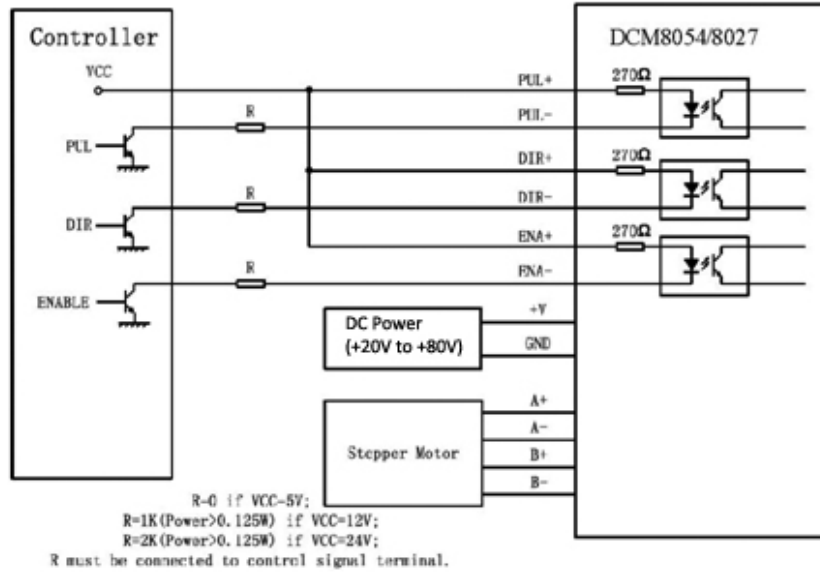 Controller
DCM8054/8027
VCC
PUL+
270Ω
R
PUL-
PUL
DIR+
270Ω
R
DIR-
DIR
ENA+
270Ω
R
ENA-
ENABLE
+V
DC Power
(+20V to +80V)
GND
A+
A-
Stepper Motor
B+
B-
R=0 if VCC=5V;
R=1K(Power>0.125W) if VCC=12V;
R=2K(Power>0.125W) if VCC=24V;
R must be connected to control signal terminal.